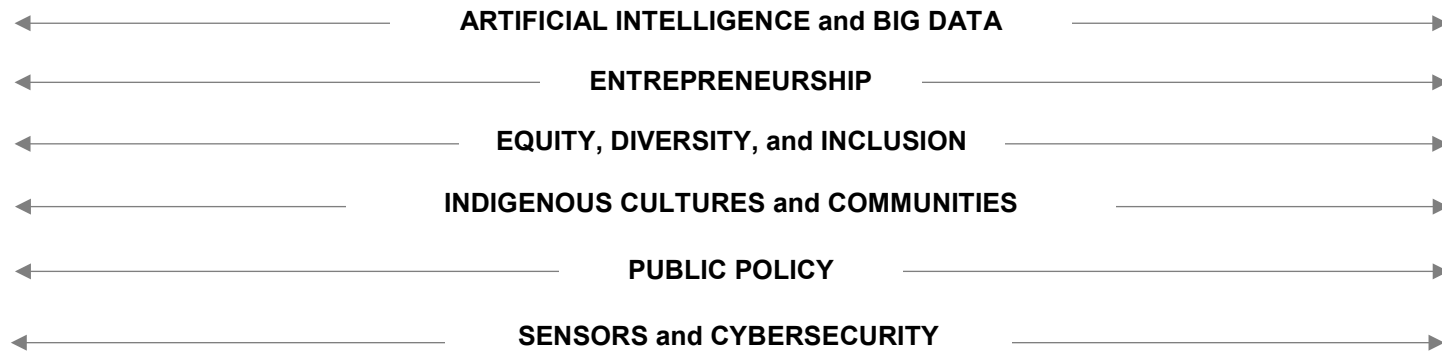 ARTIFICIAL INTELLIGENCE and BIG DATA
ENTREPRENEURSHIP
EQUITY, DIVERSITY, and INCLUSION
INDIGENOUS CULTURES and COMMUNITIES
PUBLIC POLICY
SENSORS and CYBERSECURITY